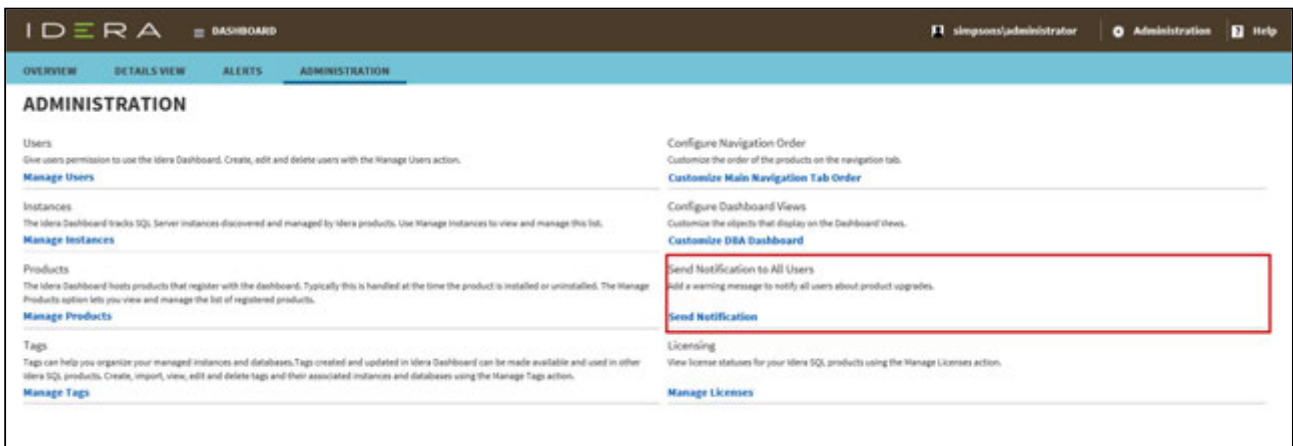 IDERA DASHBOARD simpsons\administrator Administration Help
OVERVIEW DETAILS VIEW ALERTS ADMINISTRATION
ADMINISTRATION
Users
Give users permission to use the Idera Dashboard. Create, edit and delete users with the Manage Users action.
Manage Users
Instances
The Idera Dashboard tracks SQL Server instances discovered and managed by Idera products. Use Manage Instances to view and manage this list.
Manage Instances
Products
The Idera Dashboard hosts products that register with the dashboard. Typically this is handled at the time the product is installed or uninstalled. The Manage
Products option lets you view and manage the list of registered products.
Manage Products
Tags
Tags can help you organize your managed instances and databases.Tags created and updated in Idera Dashboard can be made available and used in other
Idera SQL products. Create, import, view, edit and delete tags and their associated instances and databases using the Manage Tags action.
Manage Tags
Configure Navigation Order
Customize the order of the products on the navigation tab.
Customize Main Navigation Tab Order
Configure Dashboard Views
Customize the objects that display on the Dashboard Views.
Customize DBA Dashboard
Send Notification to All Users
Add a warning message to notify all users about product upgrades.
Send Notification
Licensing
View license statuses for your Idera SQL products using the Manage Licenses action.
Manage Licenses